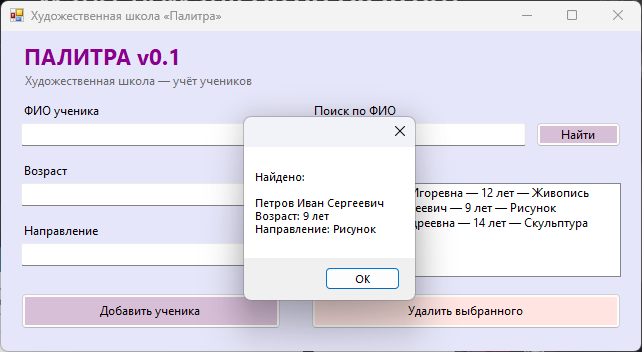 Художественная школа «Палитра»
ПАЛИТРА v0.1
Художественная школа — учёт учеников
ФИО ученика
Поиск по ФИО
Найти
Возраст
Направление
Найдено:
Петров Иван Сергеевич
Возраст: 9 лет
Направление: Рисунок
OK
Игоревна — 12 лет — Живопись
— 9 лет — Рисунок
— 14 лет — Скульптура
Добавить ученика
Удалить выбранного